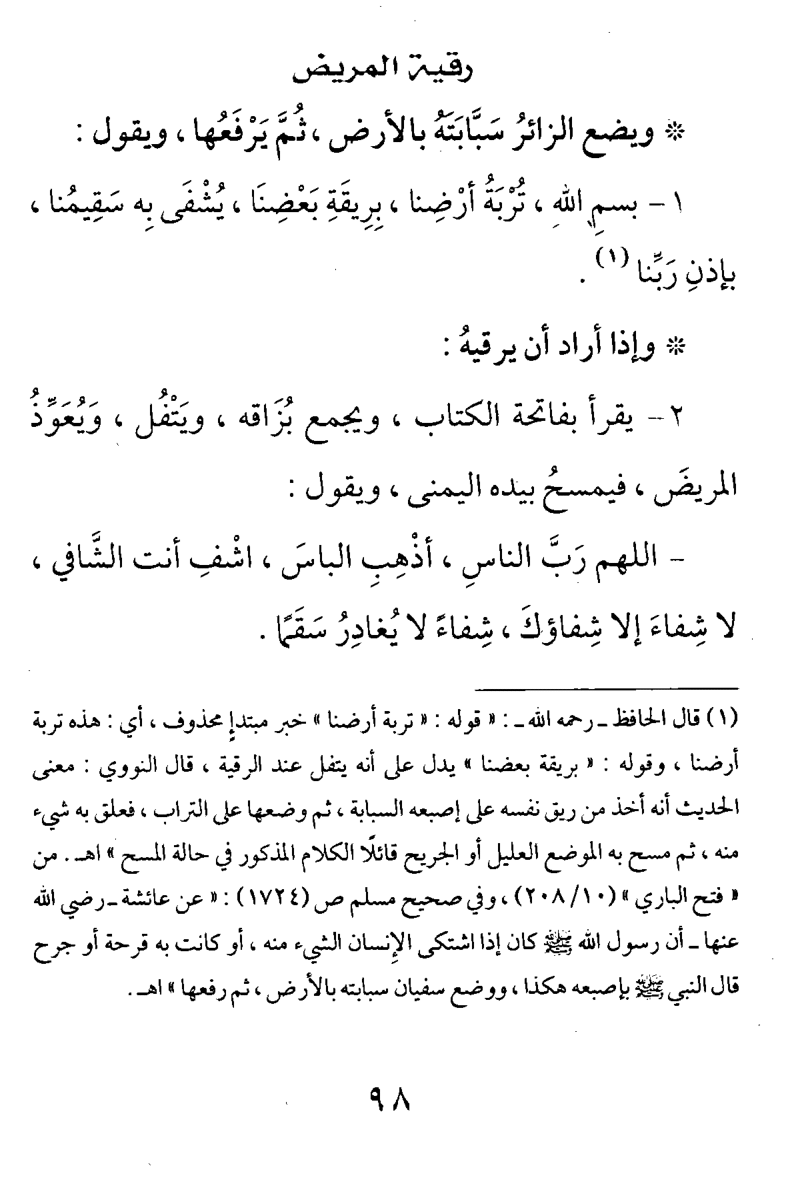 رقية المريض
* ويضع الزائرُ سَبَّابَتَهُ بالأرض ، ثُمَّ يَرْفَعُها ، ويقول :
١ - بسمِ اللهِ ، تُرْبَةُ أرْضِنا ، بِرِيقَةِ بَعْضِنَا ، يُشْفَى بِه سَقِيمُنا ،
بإذنِ رَبِّنا (١) .
* وإذا أراد أن يرقيهُ :
٢ - يقرأ بفاتحة الكتاب ، ويجمع بُزَاقه ، ويَتْفُل ، وَيُعَوِّذُ
المريضَ ، فيمسحُ بيده اليمنى ، ويقول :
- اللهم رَبَّ الناسِ ، أذْهِبِ الباسَ ، اشْفِ أنت الشَّافي ،
لا شِفاءَ إلا شِفاؤكَ ، شِفاءً لا يُغادِرُ سَقَمًا .
(١) قال الحافظ ـ رحمه الله ـ : « قوله : « تربة أرضنا » خبر مبتدإٍ محذوف ، أي : هذه تربة
أرضنا ، وقوله : « بريقة بعضنا » يدل على أنه يتفل عند الرقية ، قال النووي : معنى
الحديث أنه أخذ من ريق نفسه على إصبعه السبابة ، ثم وضعها على التراب ، فعلق به شيء
منه ، ثم مسح به الموضع العليل أو الجريح قائلًا الكلام المذكور في حالة المسح » اهـ . من
« فتح الباري » (٢٠٨/١٠) ، وفي صحيح مسلم ص (١٧٢٤) : « عن عائشة ـ رضي الله
عنها ـ أن رسول الله ﷺ كان إذا اشتكى الإنسان الشيء منه ، أو كانت به قرحة أو جرح
قال النبي ﷺ بإصبعه هكذا ، ووضع سفيان سبابته بالأرض ، ثم رفعها » اهـ .
٩٨